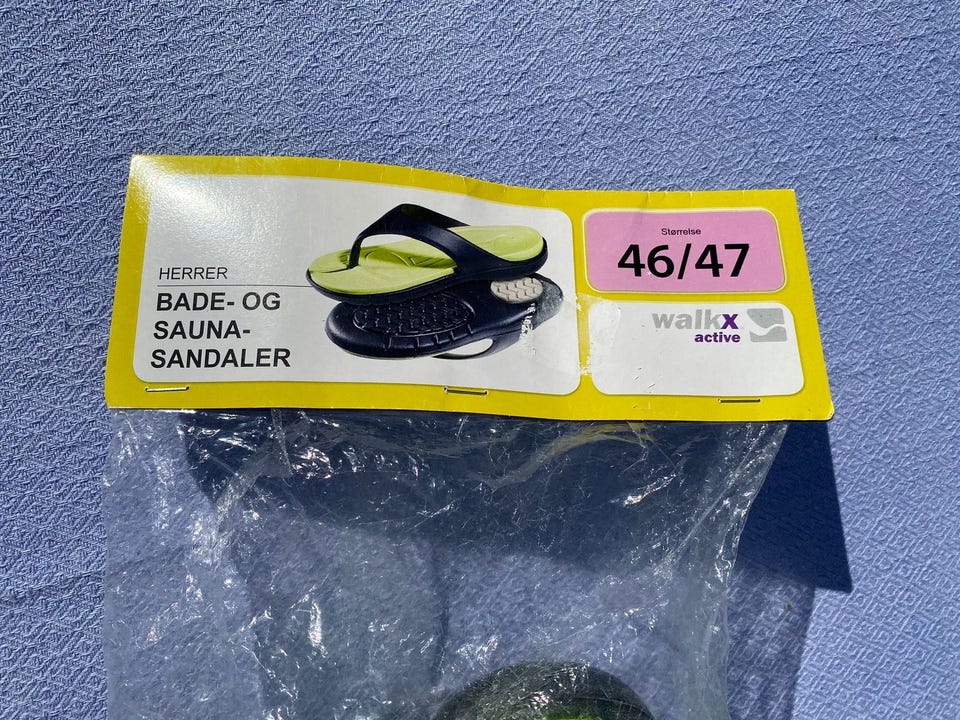 HERRER
BADE- OG
SAUNA-
SANDALER
Størrelse
46/47
walkx
active